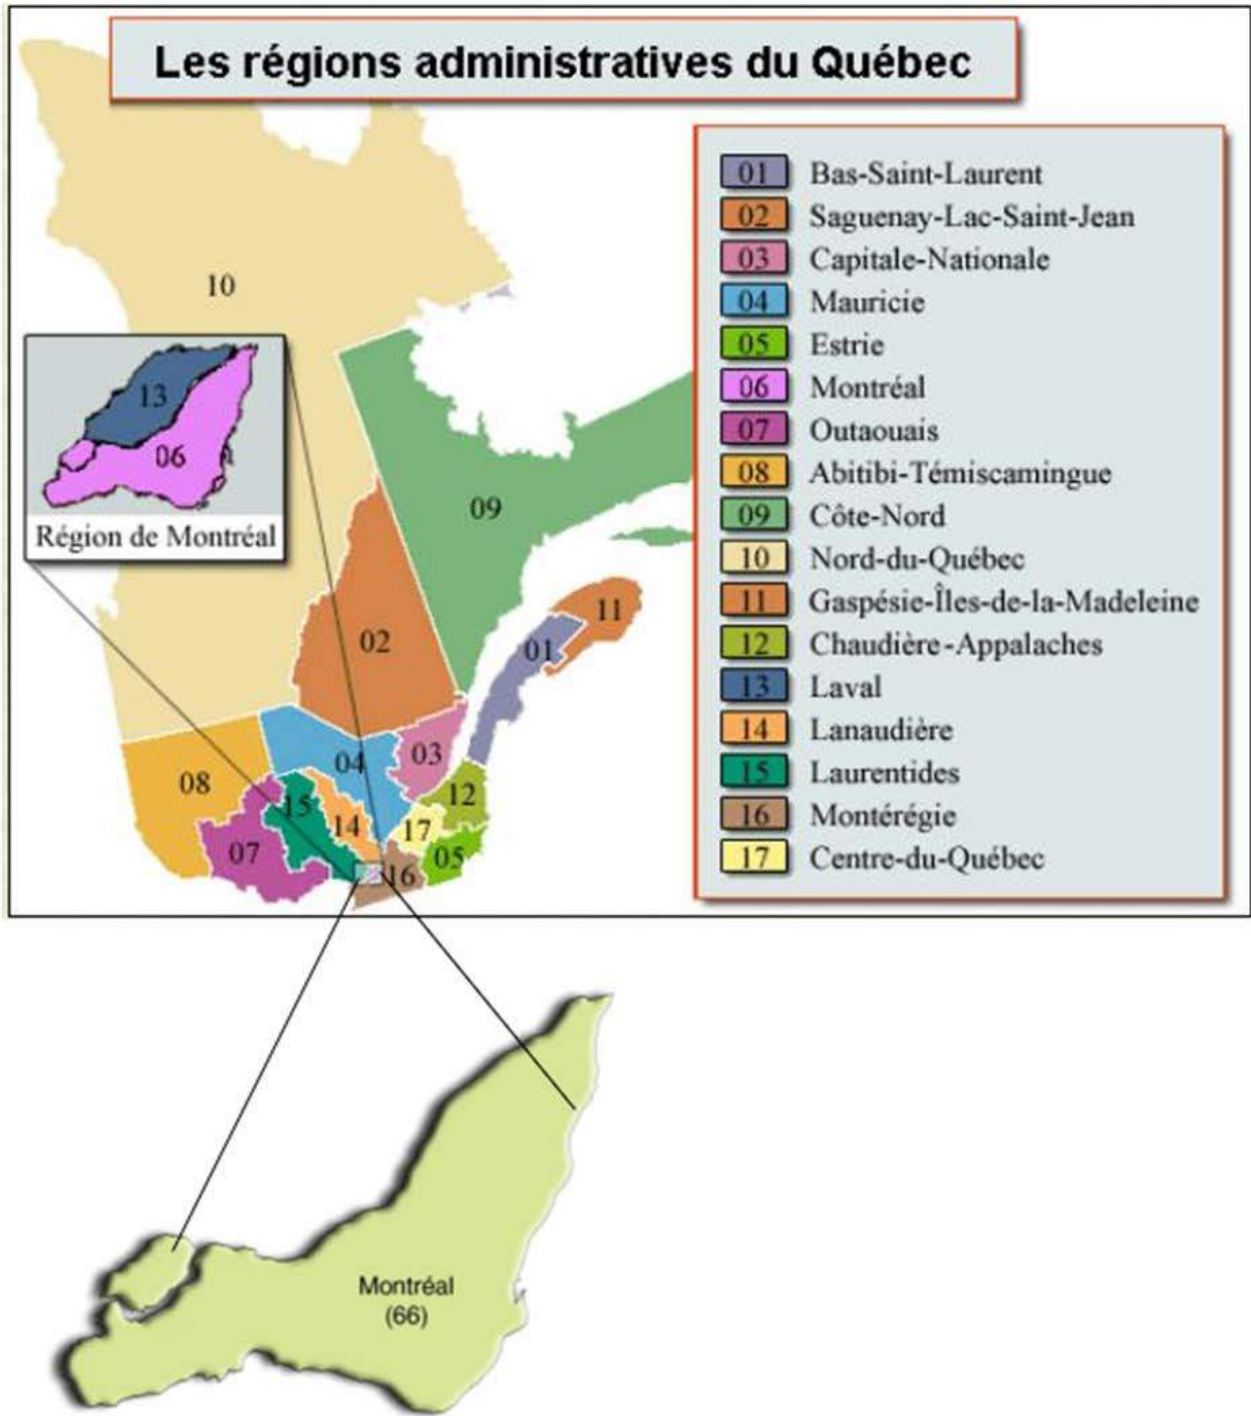 Les régions administratives du Québec
01 Bas-Saint-Laurent
02 Saguenay-Lac-Saint-Jean
03 Capitale-Nationale
04 Mauricie
05 Estrie
06 Montréal
07 Outaouais
08 Abitibi-Témiscamingue
09 Côte-Nord
10 Nord-du-Québec
11 Gaspésie-Îles-de-la-Madeleine
12 Chaudière-Appalaches
13 Laval
14 Lanaudière
15 Laurentides
16 Montérégie
17 Centre-du-Québec
10
13
06
Région de Montréal
09
11
02
01
03
04
08
12
15
14
17
07
05
16
Montréal
(66)